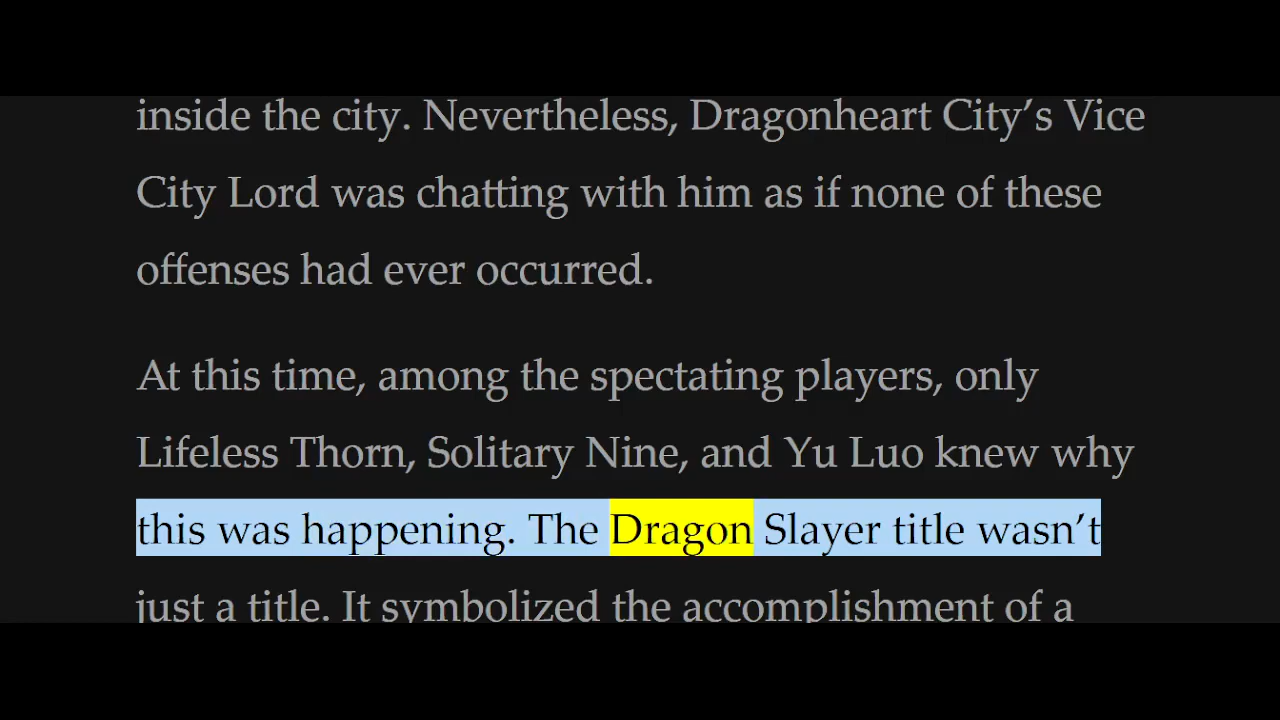 inside the city. Nevertheless, Dragonheart City’s Vice
City Lord was chatting with him as if none of these
offenses had ever occurred.
At this time, among the spectating players, only
Lifeless Thorn, Solitary Nine, and Yu Luo knew why
this was happening. The Dragon Slayer title wasn’t
just a title. It symbolized the accomplishment of a